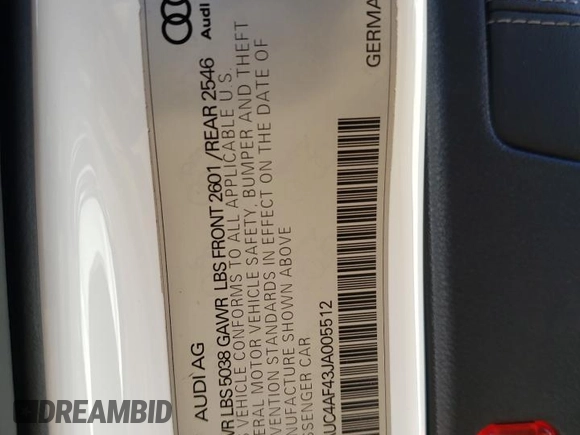 Audi
AUDI AG
GERMA
WR LBS 5038 GAWR LBS FRONT 2601 /REAR 2546
VEHICLE CONFORMS TO ALL APPLICABLE U.S.
ERAL MOTOR VEHICLE SAFETY, BUMPER AND THEFT
VENTION STANDARDS IN EFFECT ON THE DATE OF
NUFACTURE SHOWN ABOVE
SSENGER CAR
UC4AF43JA005512
DREAMBID